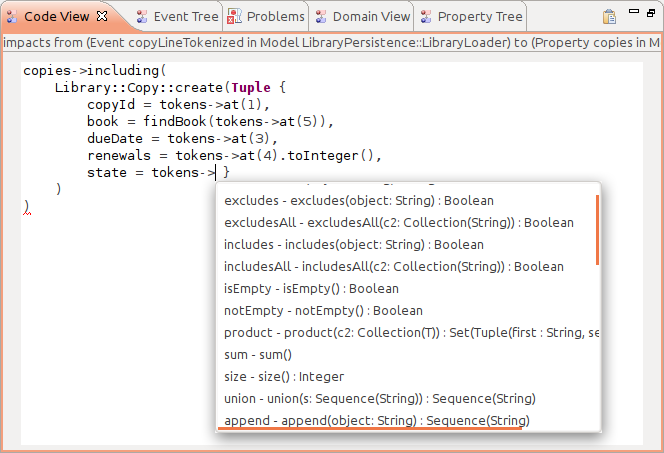 Code View Event Tree Problems Domain View Property Tree
impacts from (Event copyLineTokenized in Model LibraryPersistence::LibraryLoader) to (Property copies in M
copies->including(
Library::Copy::create(Tuple {
copyId = tokens->at(1),
book = findBook(tokens->at(5)),
dueDate = tokens->at(3),
renewals = tokens->at(4).toInteger(),
state = tokens-> }
)
)
excludes - excludes(object: String) : Boolean
excludesAll - excludesAll(c2: Collection(String)) : Boolean
includes - includes(object: String) : Boolean
includesAll - includesAll(c2: Collection(String)) : Boolean
isEmpty - isEmpty() : Boolean
notEmpty - notEmpty() : Boolean
product - product(c2: Collection(T)) : Set(Tuple(first : String, se
sum - sum()
size - size() : Integer
union - union(s: Sequence(String)) : Sequence(String)
append - append(object: String) : Sequence(String)